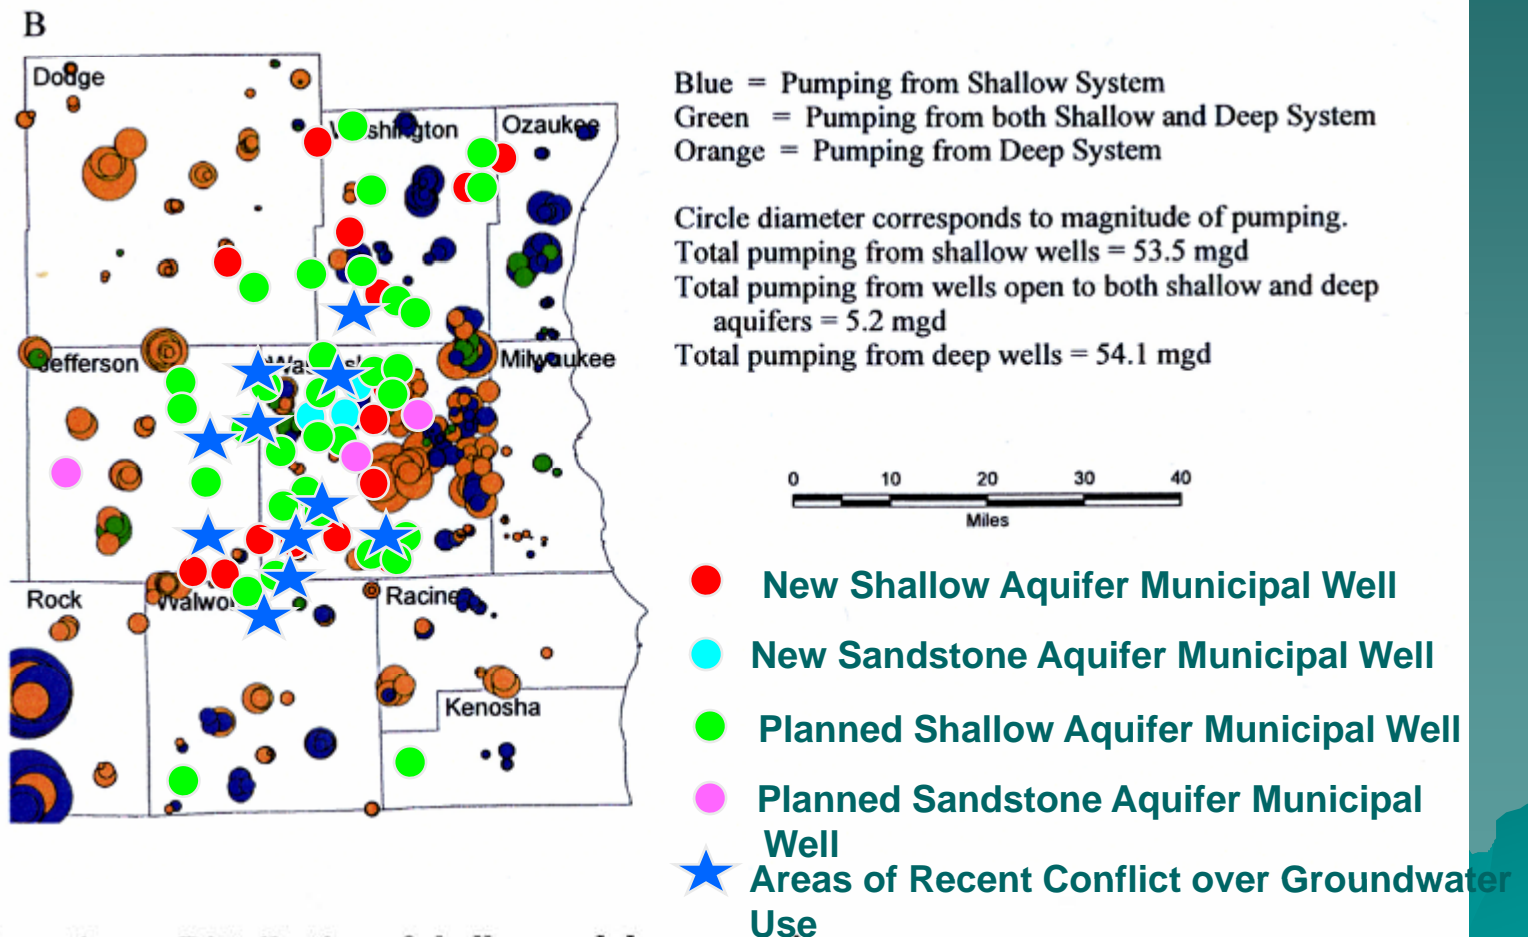 B
Dodge
Washington
Ozaukee
Blue = Pumping from Shallow System
Green = Pumping from both Shallow and Deep System
Orange = Pumping from Deep System
Circle diameter corresponds to magnitude of pumping.
Total pumping from shallow wells = 53.5 mgd
Total pumping from wells open to both shallow and deep
aquifers = 5.2 mgd
Total pumping from deep wells = 54.1 mgd
Jefferson
Milwaukee
0 10 20 30 40
Miles
Rock
Racine
Kenosha
New Shallow Aquifer Municipal Well
New Sandstone Aquifer Municipal Well
Planned Shallow Aquifer Municipal Well
Planned Sandstone Aquifer Municipal
Well
Areas of Recent Conflict over Groundwater
Use